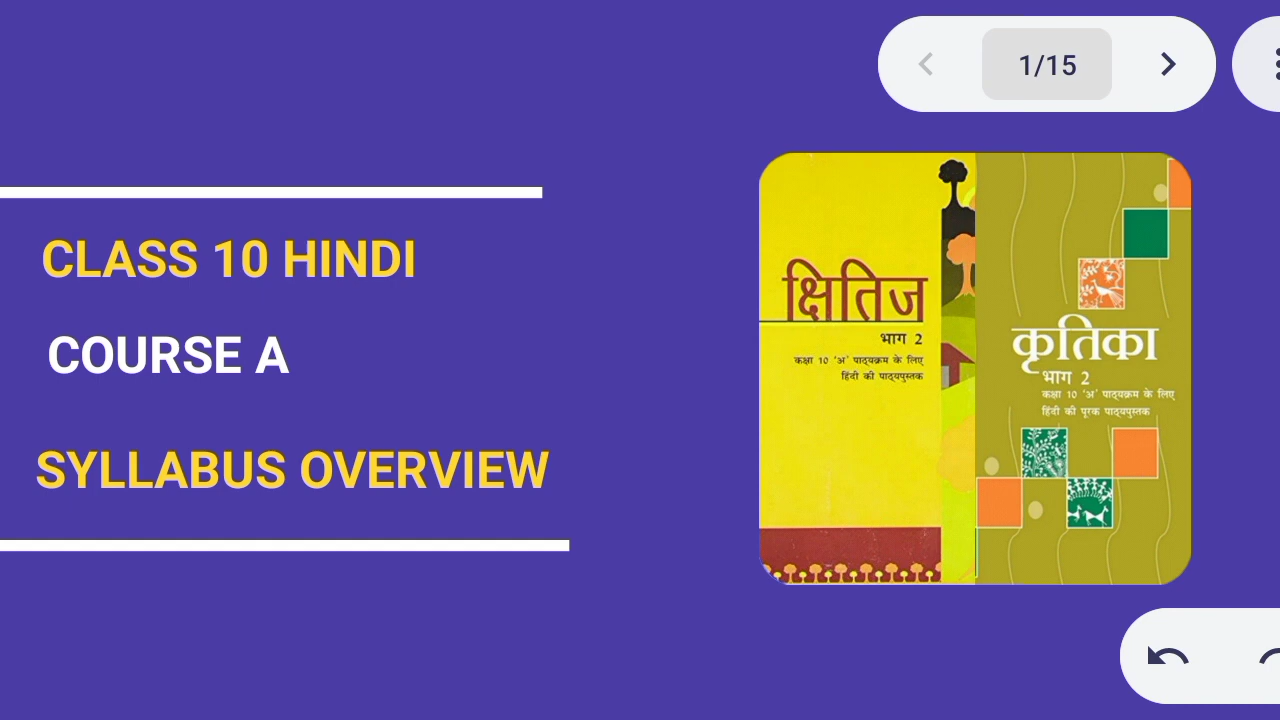 1/15
CLASS 10 HINDI
COURSE A
SYLLABUS OVERVIEW
क्षितिज
भाग 2
कक्षा 10 'अ' पाठ्यक्रम के लिए
हिंदी की पाठ्यपुस्तक
कृतिका
भाग 2
कक्षा 10 'अ' पाठ्यक्रम के लिए
हिंदी की पूरक पाठ्यपुस्तक